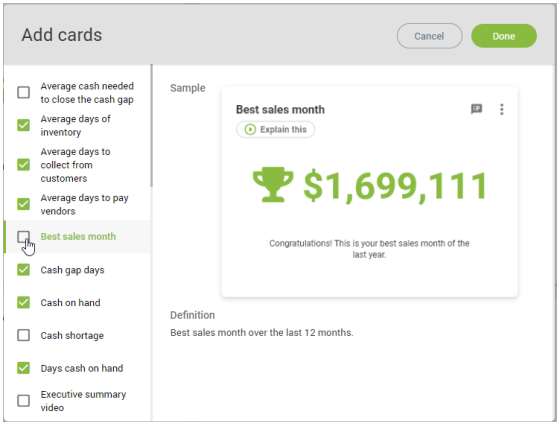 Add cards
Cancel
Done
Average cash needed
to close the cash gap
Average days of
inventory
Average days to
collect from
customers
Average days to pay
vendors
Best sales month
Cash gap days
Cash on hand
Cash shortage
Days cash on hand
Executive summary
video
Sample
Best sales month
Explain this
$1,699,111
Congratulations! This is your best sales month of the
last year.
Definition
Best sales month over the last 12 months.